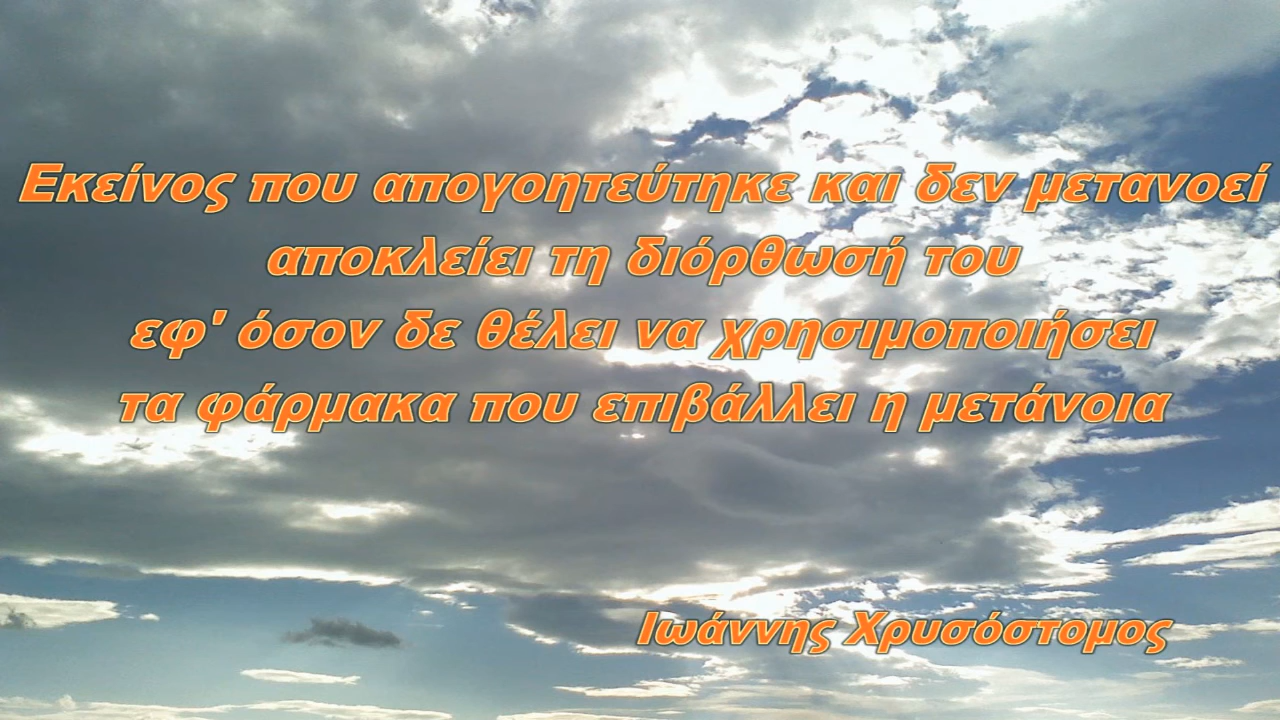 Εκείνος που απογοητεύτηκε και δεν μετανοεί
αποκλείει τη διόρθωσή του
εφ' όσον δε θέλει να χρησιμοποιήσει
τα φάρμακα που επιβάλλει η μετάνοια
Ιωάννης Χρυσόστομος